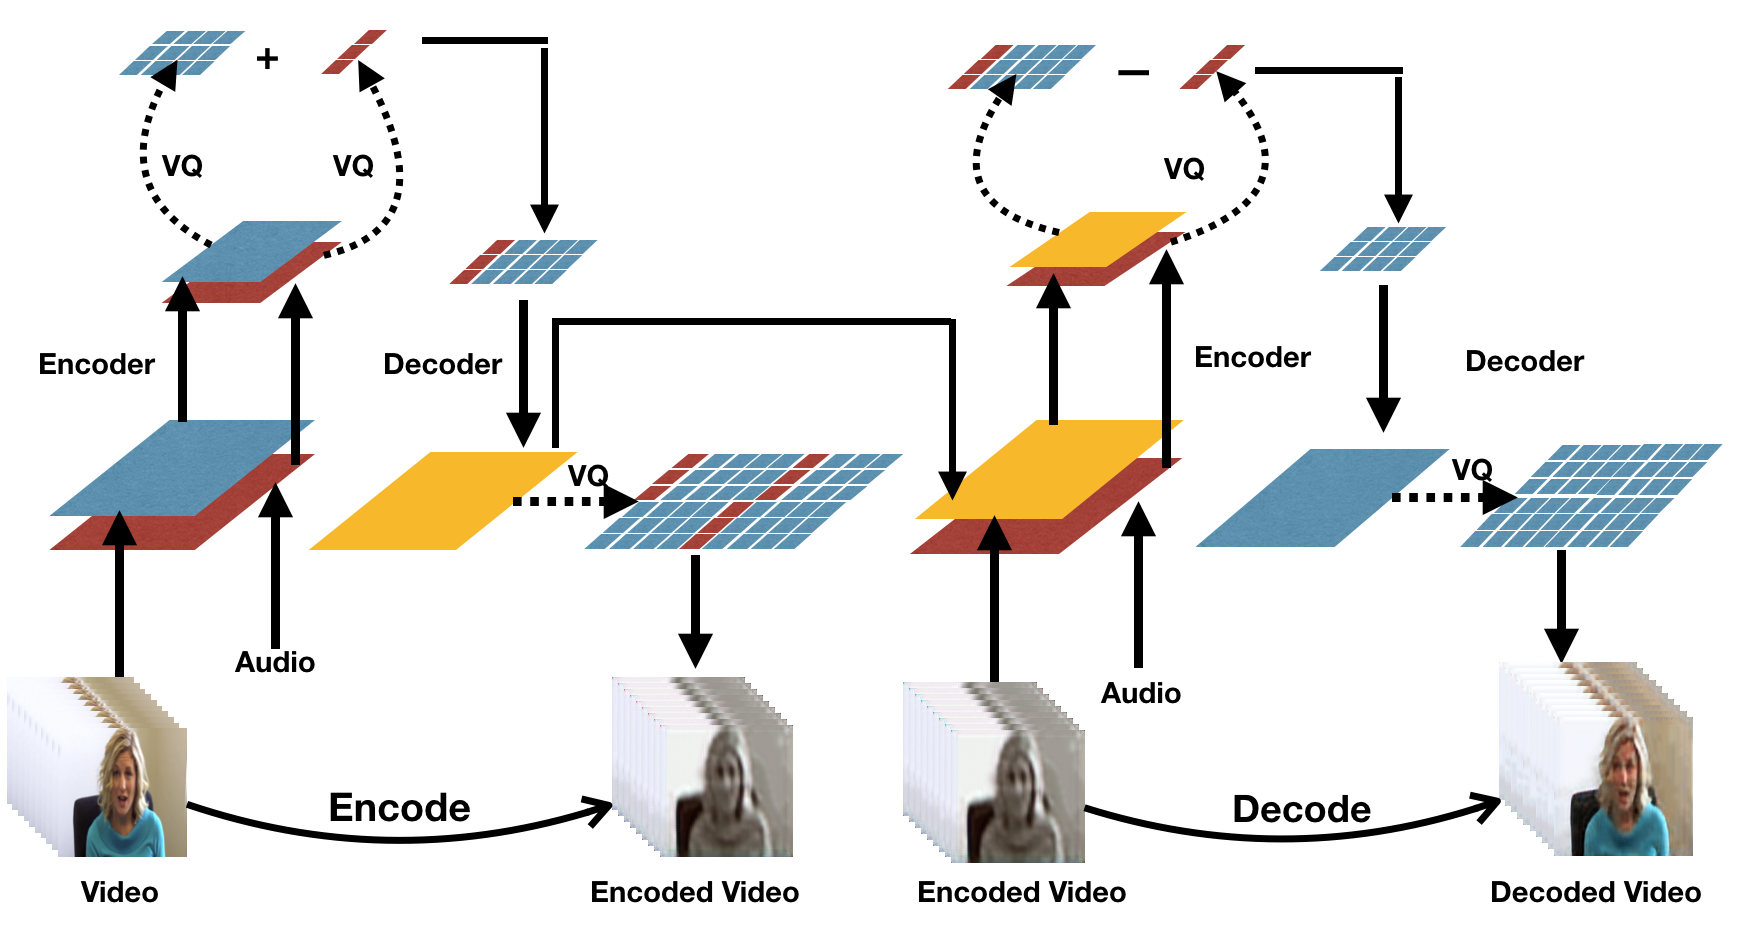 +
−
VQ
VQ
VQ
Encoder
Decoder
Encoder
Decoder
VQ
VQ
Audio
Audio
Encode
Decode
Video
Encoded Video
Encoded Video
Decoded Video